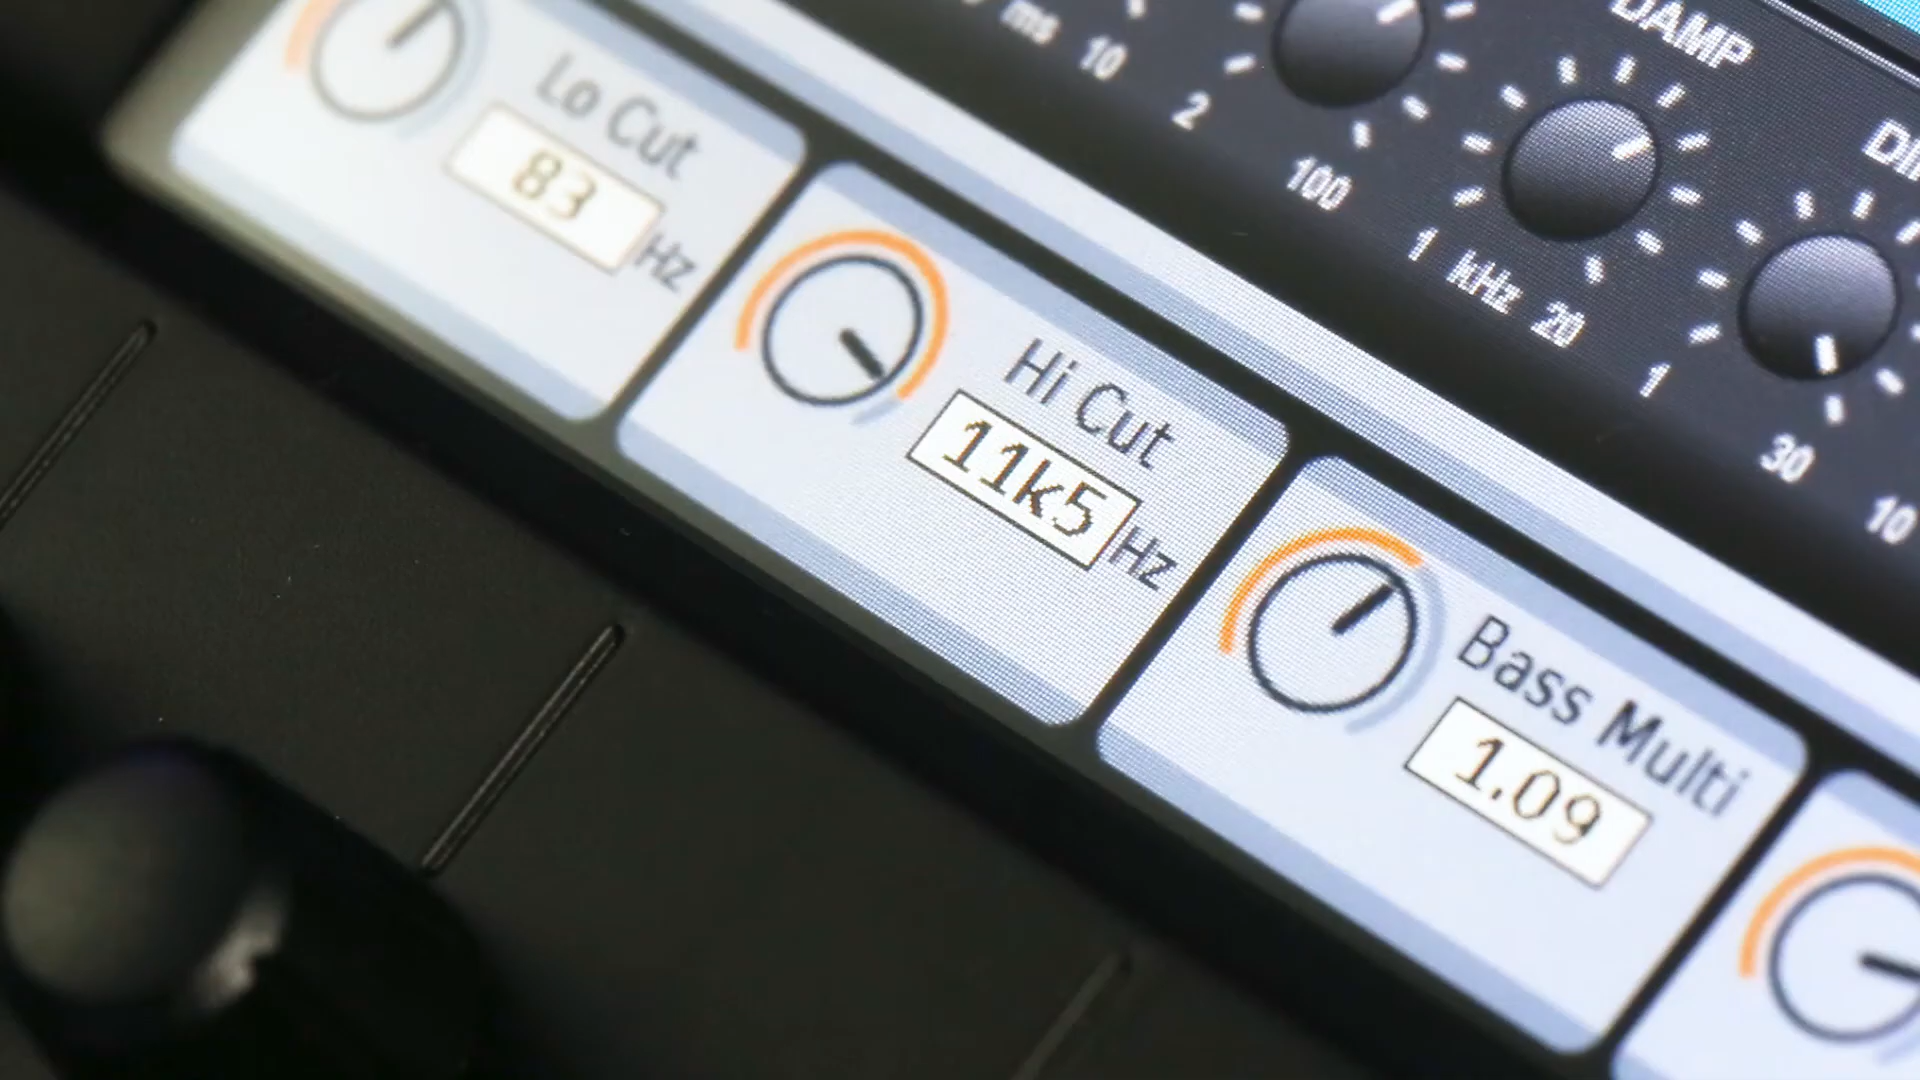 ms 10
2
100
DAMP
1 kHz 20
1
30
10
Lo Cut
83 Hz
Hi Cut
11k5 Hz
Bass Multi
1.09